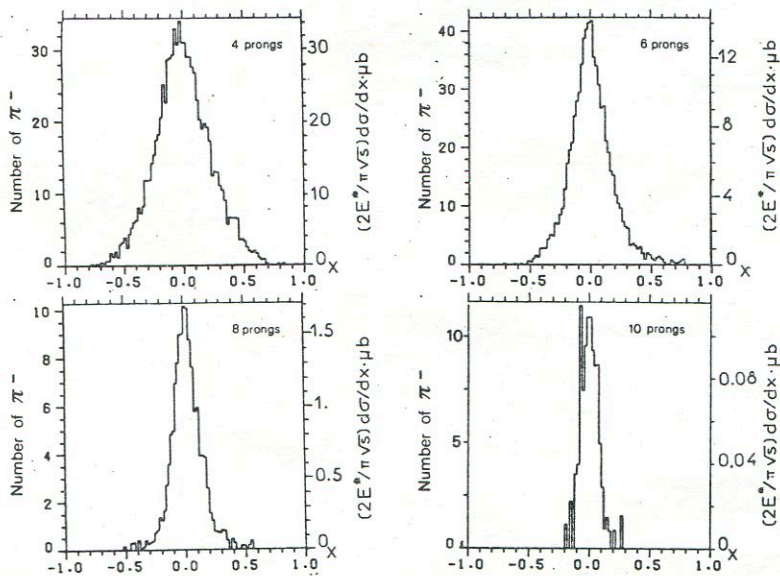 4 prongs
Number of π⁻
30
20
10
0
(2E*/π√s) dσ/dx·μb
30
20
10
0
-1.0 -0.5 0.0 0.5 1.0
X
6 prongs
Number of π⁻
40
30
20
10
0
(2E*/π√s) dσ/dx·μb
12
8
4
0
-1.0 -0.5 0.0 0.5 1.0
X
8 prongs
Number of π⁻
10
8
6
4
2
0
(2E*/π√s) dσ/dx·μb
1.5
1.
0.5
0
-1.0 -0.5 0.0 0.5 1.0
X
10 prongs
Number of π⁻
10
5
0
(2E*/π√s) dσ/dx·μb
0.08
0.04
0
-1.0 -0.5 0.0 0.5 1.0
X